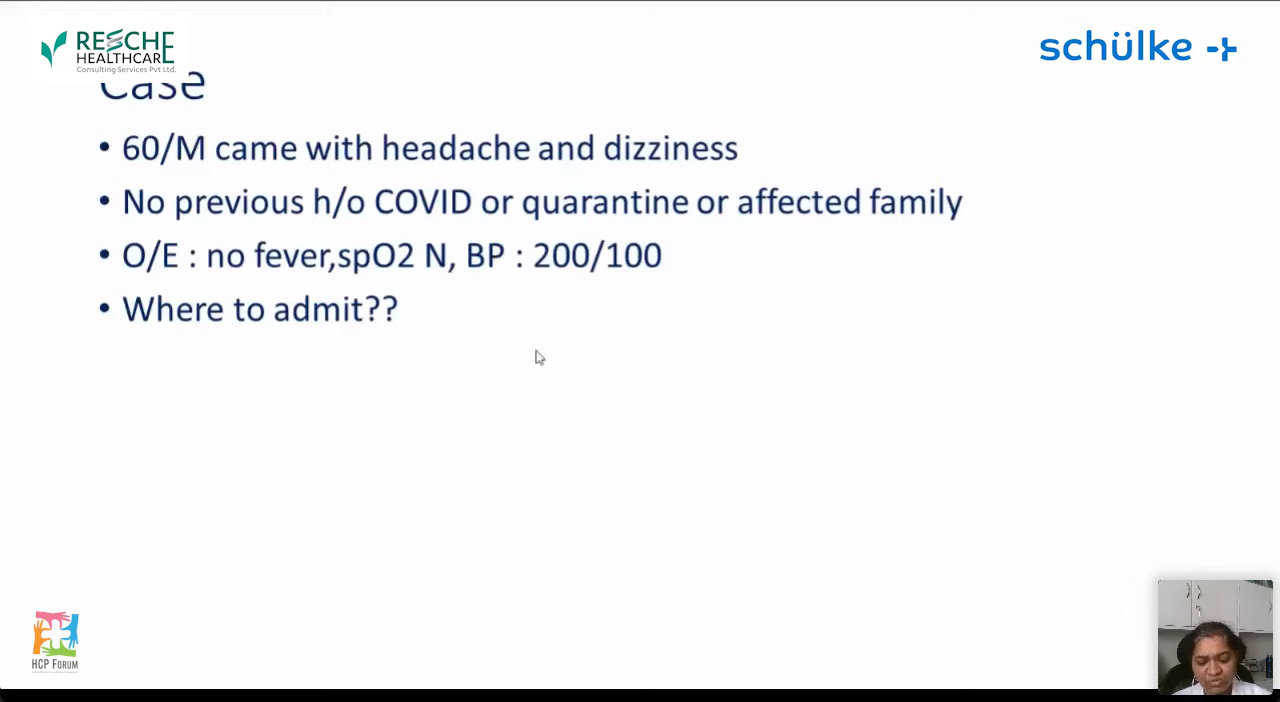 RESCHE
HEALTHCARE
Consulting Services Pvt Ltd.
schülke
Case
• 60/M came with headache and dizziness
• No previous h/o COVID or quarantine or affected family
• O/E : no fever,spO2 N, BP : 200/100
• Where to admit??
HCP FORUM